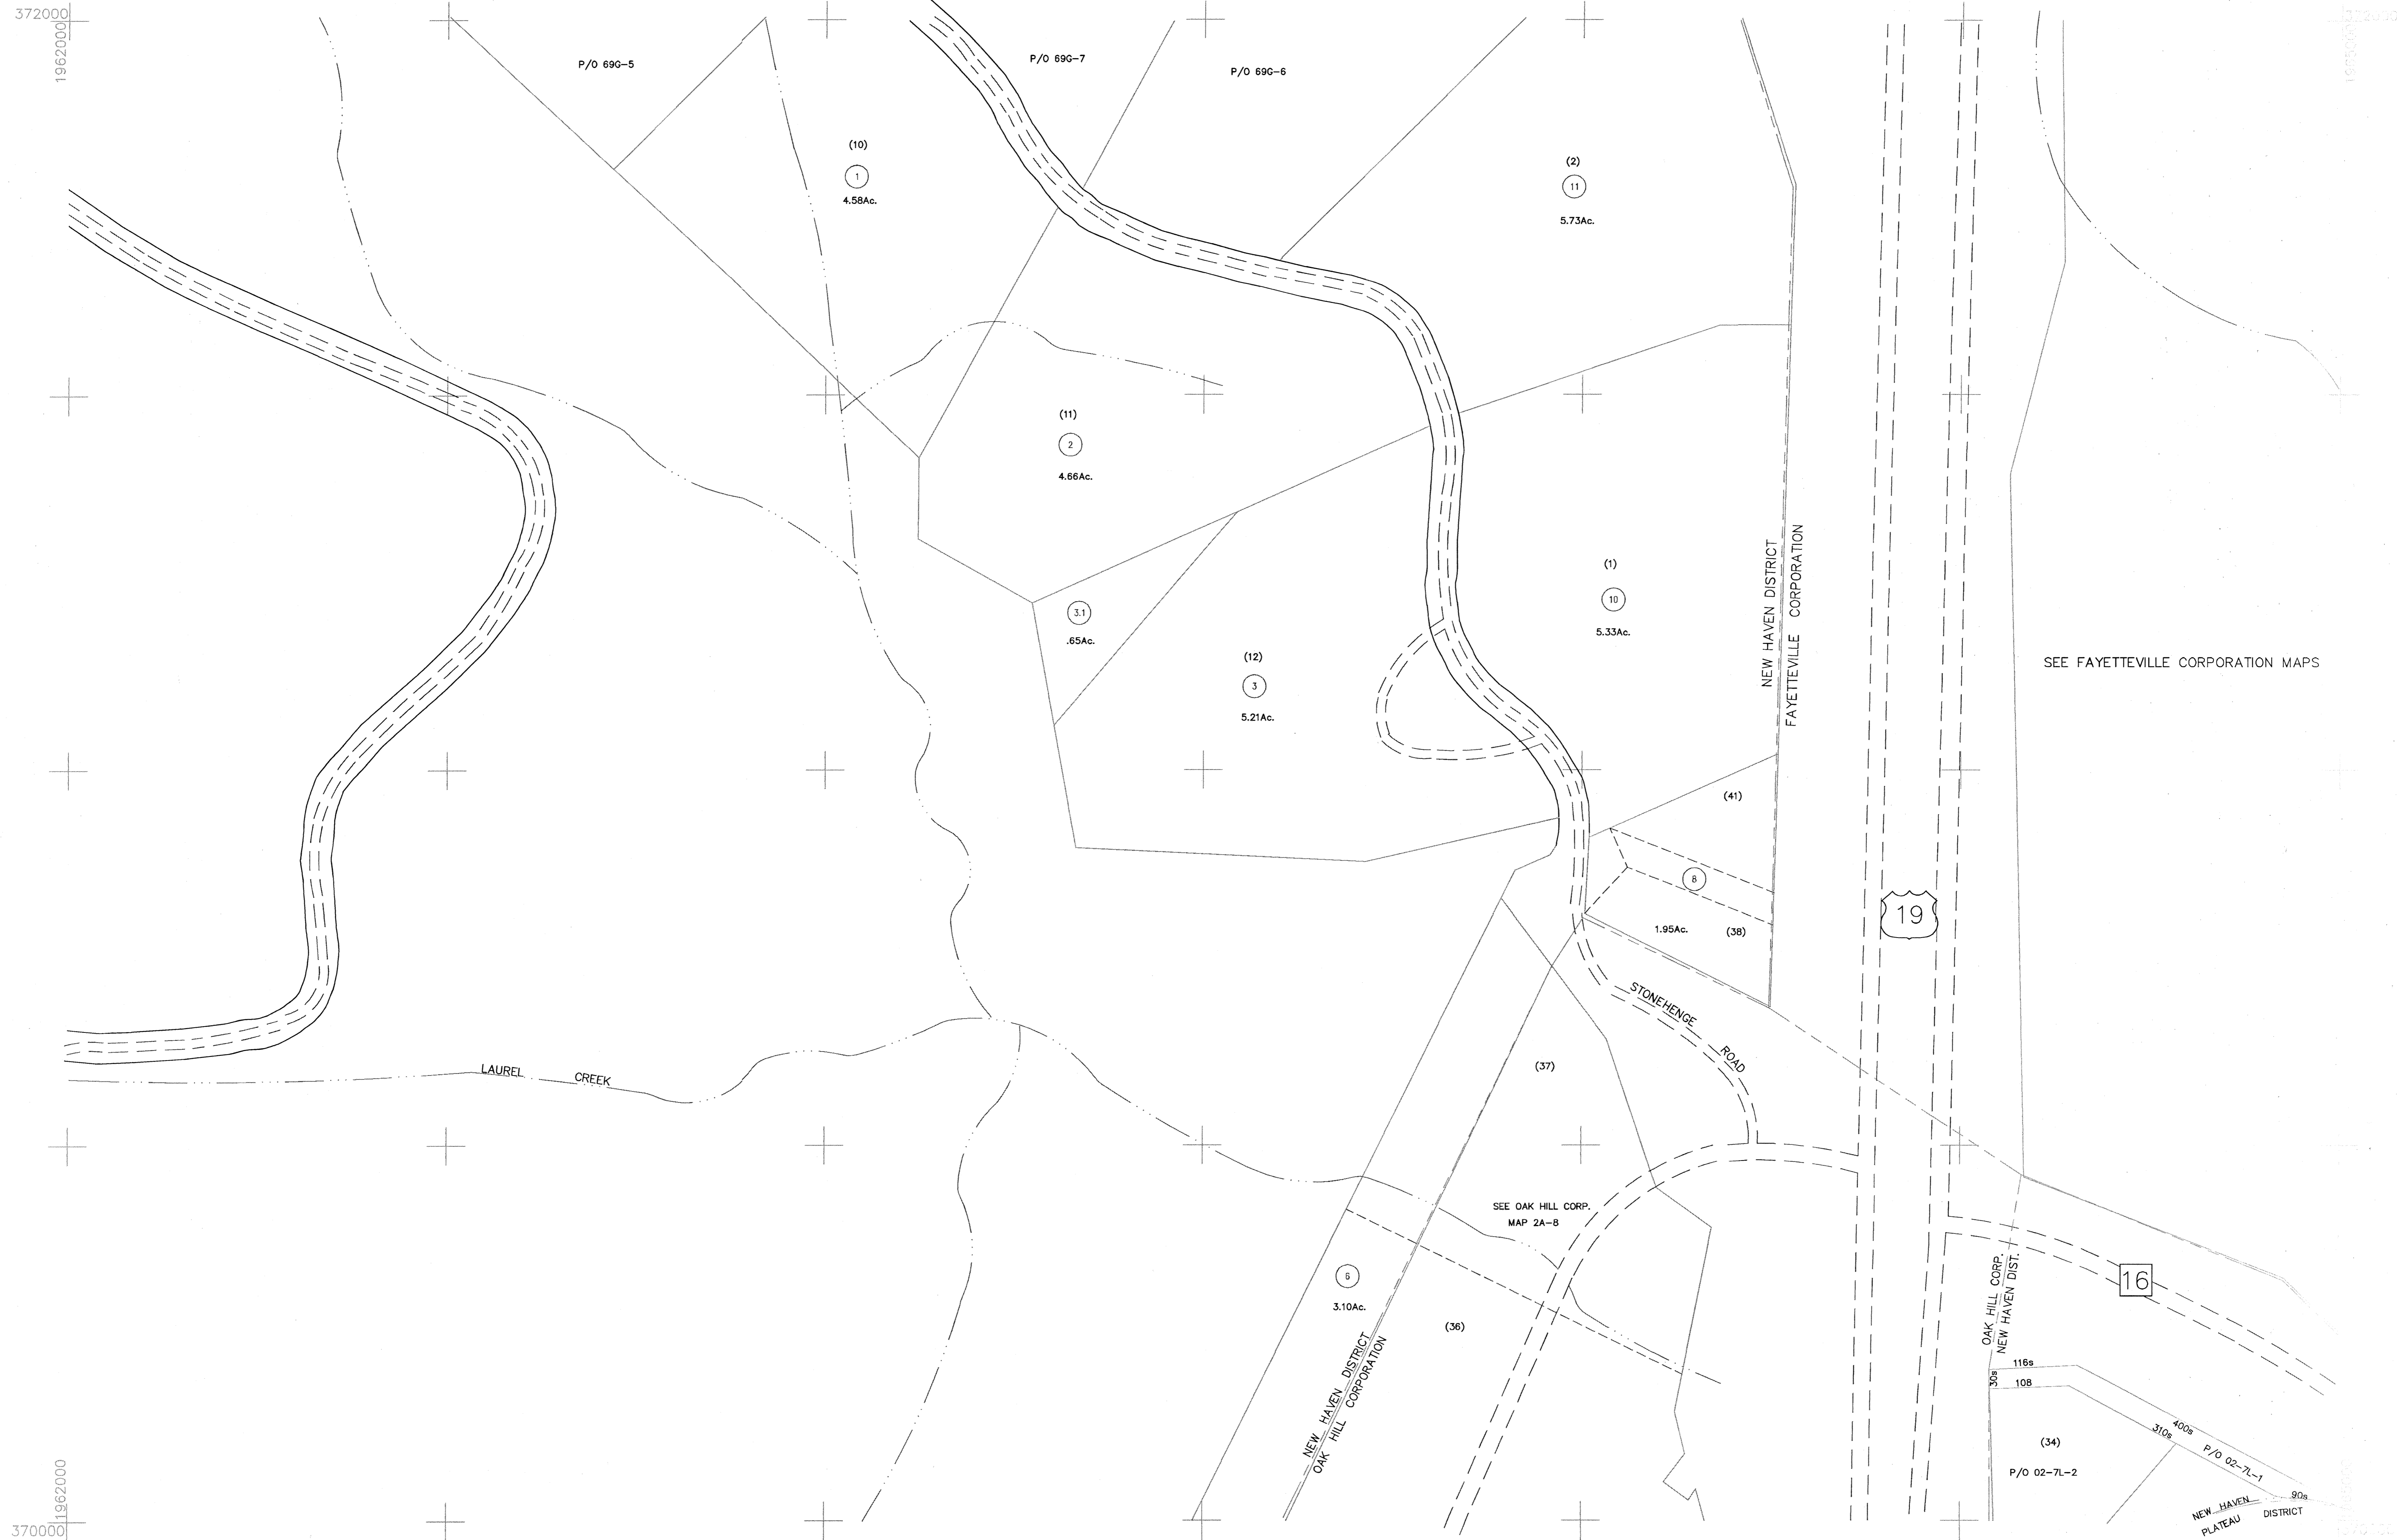 372000
1962000
P/O 69G-5
P/O 69G-7
P/O 69G-6
(10)
1
4.58Ac.
(2)
11
5.73Ac.
(11)
2
4.66Ac.
NEW HAVEN DISTRICT
FAYETTEVILLE CORPORATION
(1)
10
5.33Ac.
3.1
.65Ac.
(12)
3
5.21Ac.
SEE FAYETTEVILLE CORPORATION MAPS
(41)
8
1.95Ac.
(38)
19
STONEHENGE ROAD
LAUREL CREEK
(37)
SEE OAK HILL CORP.
MAP 2A-8
6
3.10Ac.
(36)
NEW HAVEN DISTRICT
OAK HILL CORPORATION
OAK HILL CORP.
NEW HAVEN DIST.
16
116s
30s
108
400s
310s
(34)
P/O 02-7L-2
P/O 02-7L-1
90s
NEW HAVEN DISTRICT
PLATEAU
1962000
370000